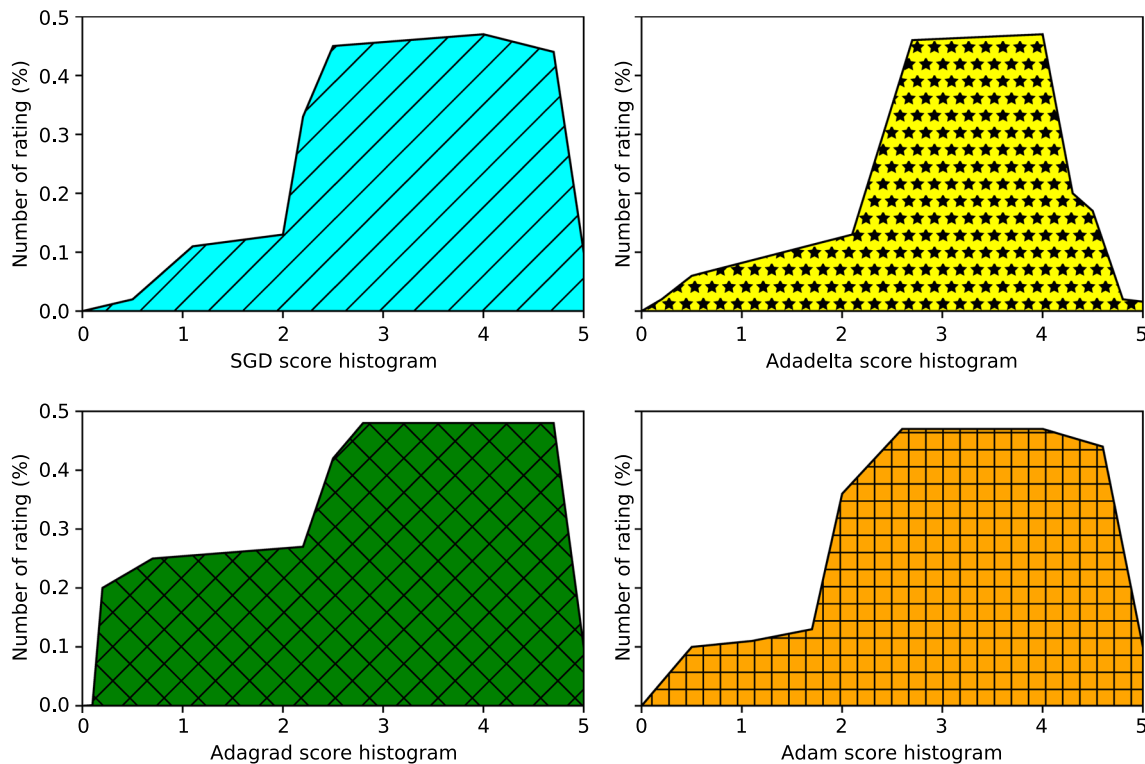 0.5
0.4
0.3
0.2
0.1
0.0
Number of rating (%)
0 1 2 3 4 5
SGD score histogram
Number of rating (%)
0 1 2 3 4 5
Adadelta score histogram
0.5
0.4
0.3
0.2
0.1
0.0
Number of rating (%)
0 1 2 3 4 5
Adagrad score histogram
Number of rating (%)
0 1 2 3 4 5
Adam score histogram